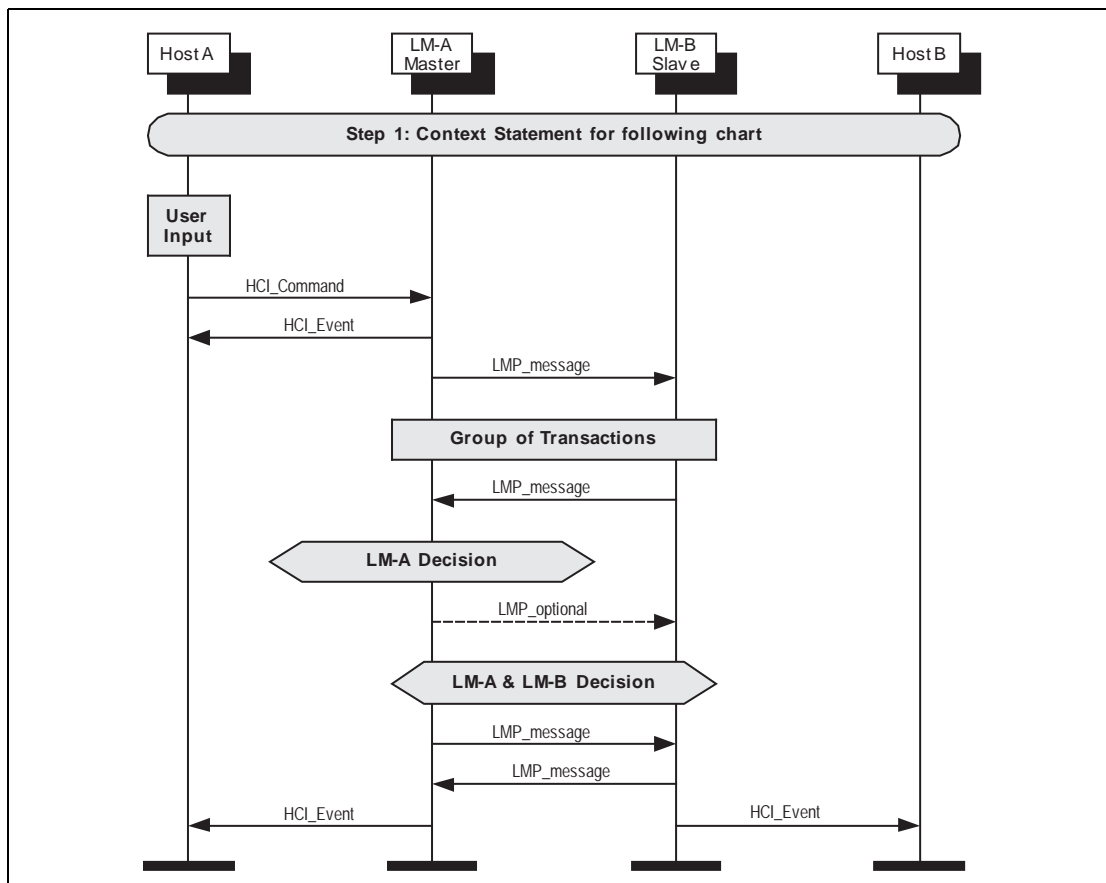 Host A
LM-A
Master
LM-B
Slave
Host B
Step 1: Context Statement for following chart
User
Input
HCI_Command
HCI_Event
LMP_message
Group of Transactions
LMP_message
LM-A Decision
LMP_optional
LM-A & LM-B Decision
LMP_message
LMP_message
HCI_Event
HCI_Event